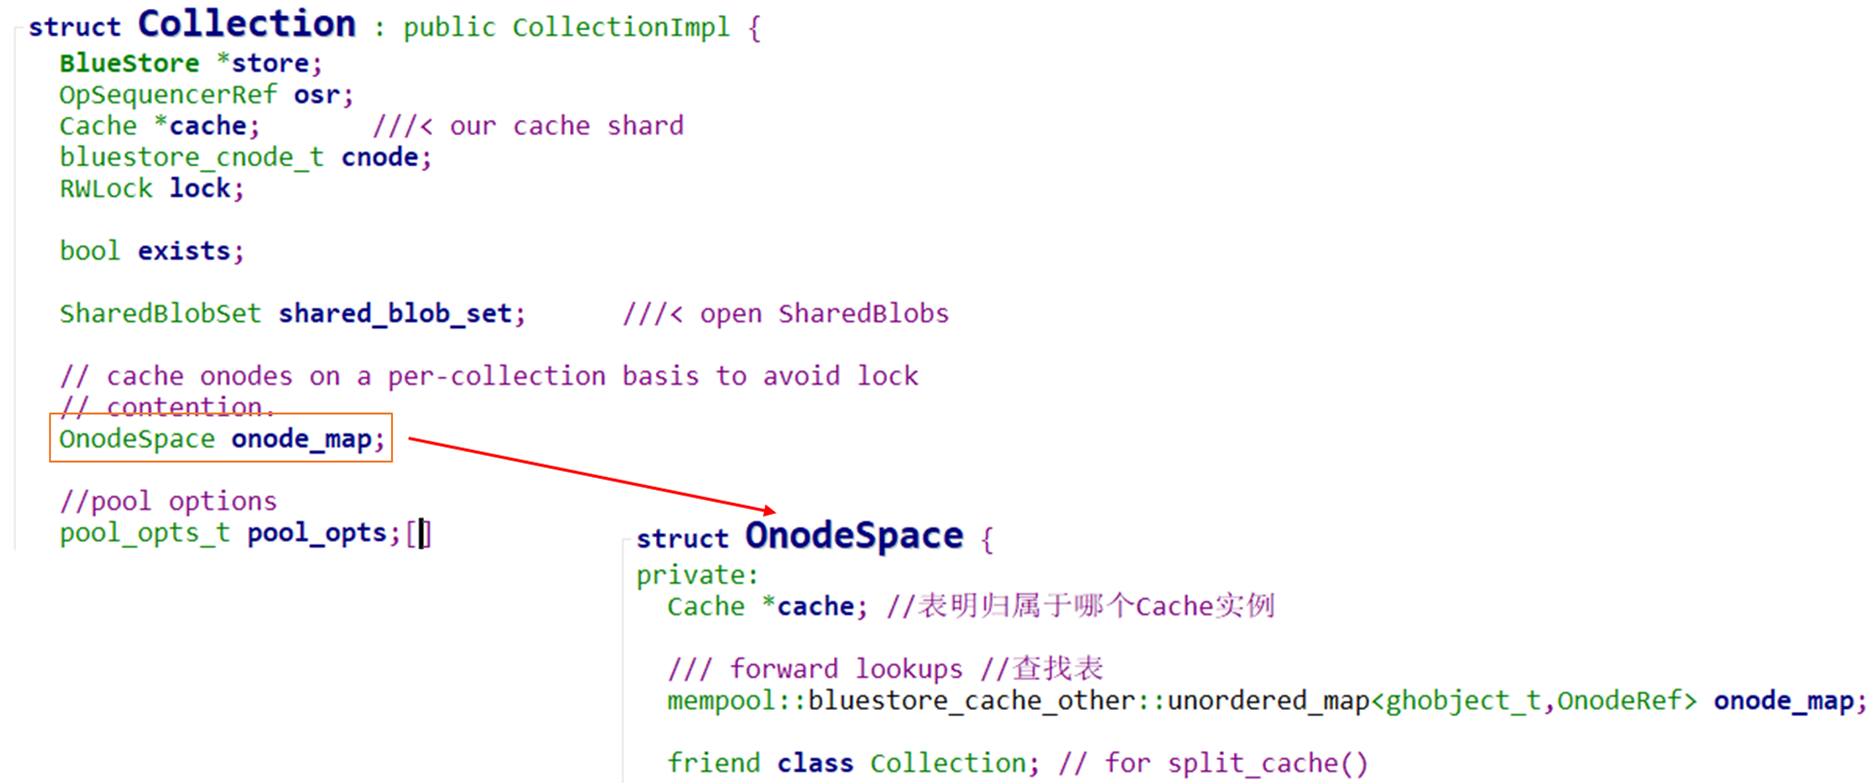 struct Collection : public CollectionImpl {
BlueStore *store;
OpSequencerRef osr;
Cache *cache; ///< our cache shard
bluestore_cnode_t cnode;
RWLock lock;
bool exists;
SharedBlobSet shared_blob_set; ///< open SharedBlobs
// cache onodes on a per-collection basis to avoid lock
// contention.
OnodeSpace onode_map;
//pool options
pool_opts_t pool_opts;[]
struct OnodeSpace {
private:
Cache *cache; //表明归属于哪个Cache实例
/// forward lookups //查找表
mempool::bluestore_cache_other::unordered_map<ghobject_t,OnodeRef> onode_map;
friend class Collection; // for split_cache()